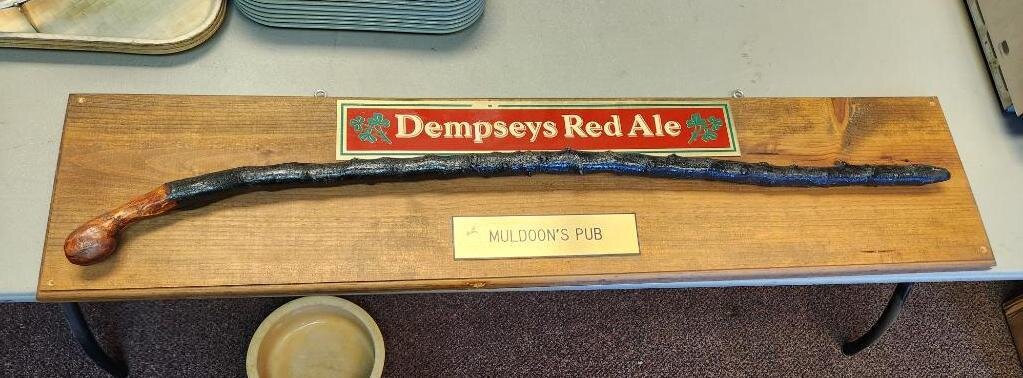 Dempseys Red Ale
MULDOON'S PUB